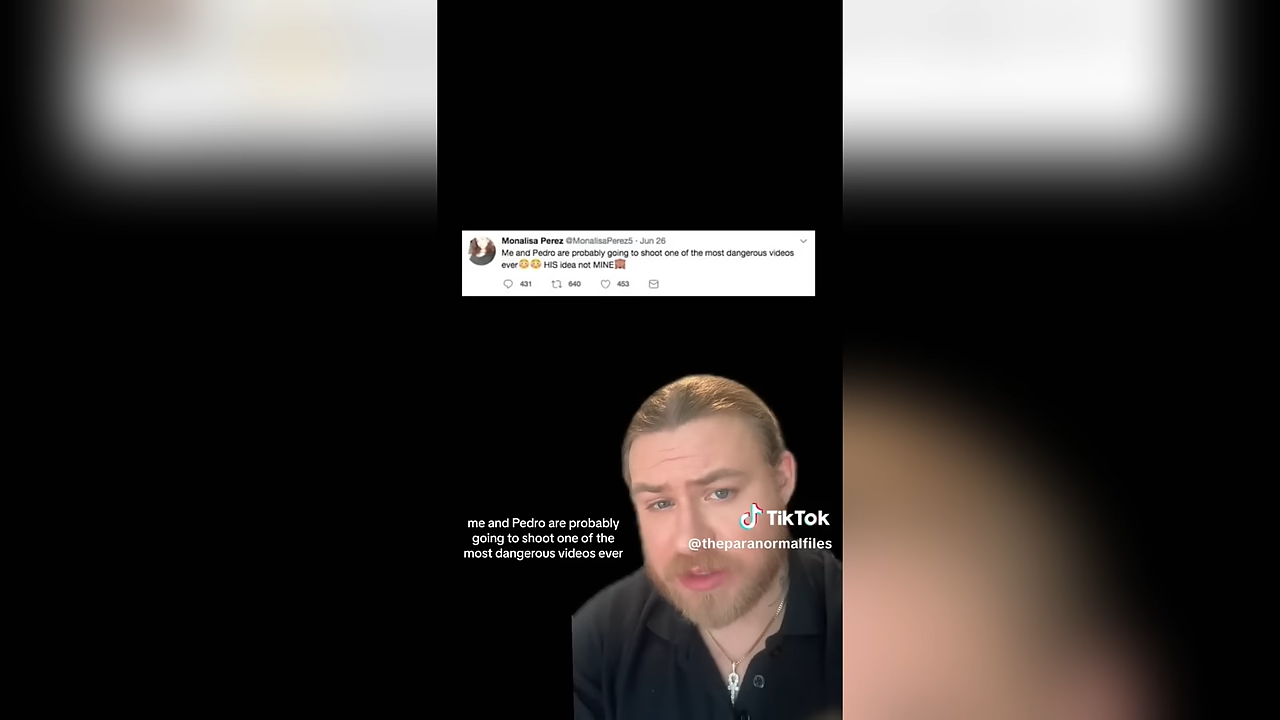 Monalisa Perez @MonalisaPerez5 · Jun 26
Me and Pedro are probably going to shoot one of the most dangerous videos
ever😳😳 HIS idea not MINE🙈
431 640 453
me and Pedro are probably
going to shoot one of the
most dangerous videos ever
TikTok
@theparanormalfiles